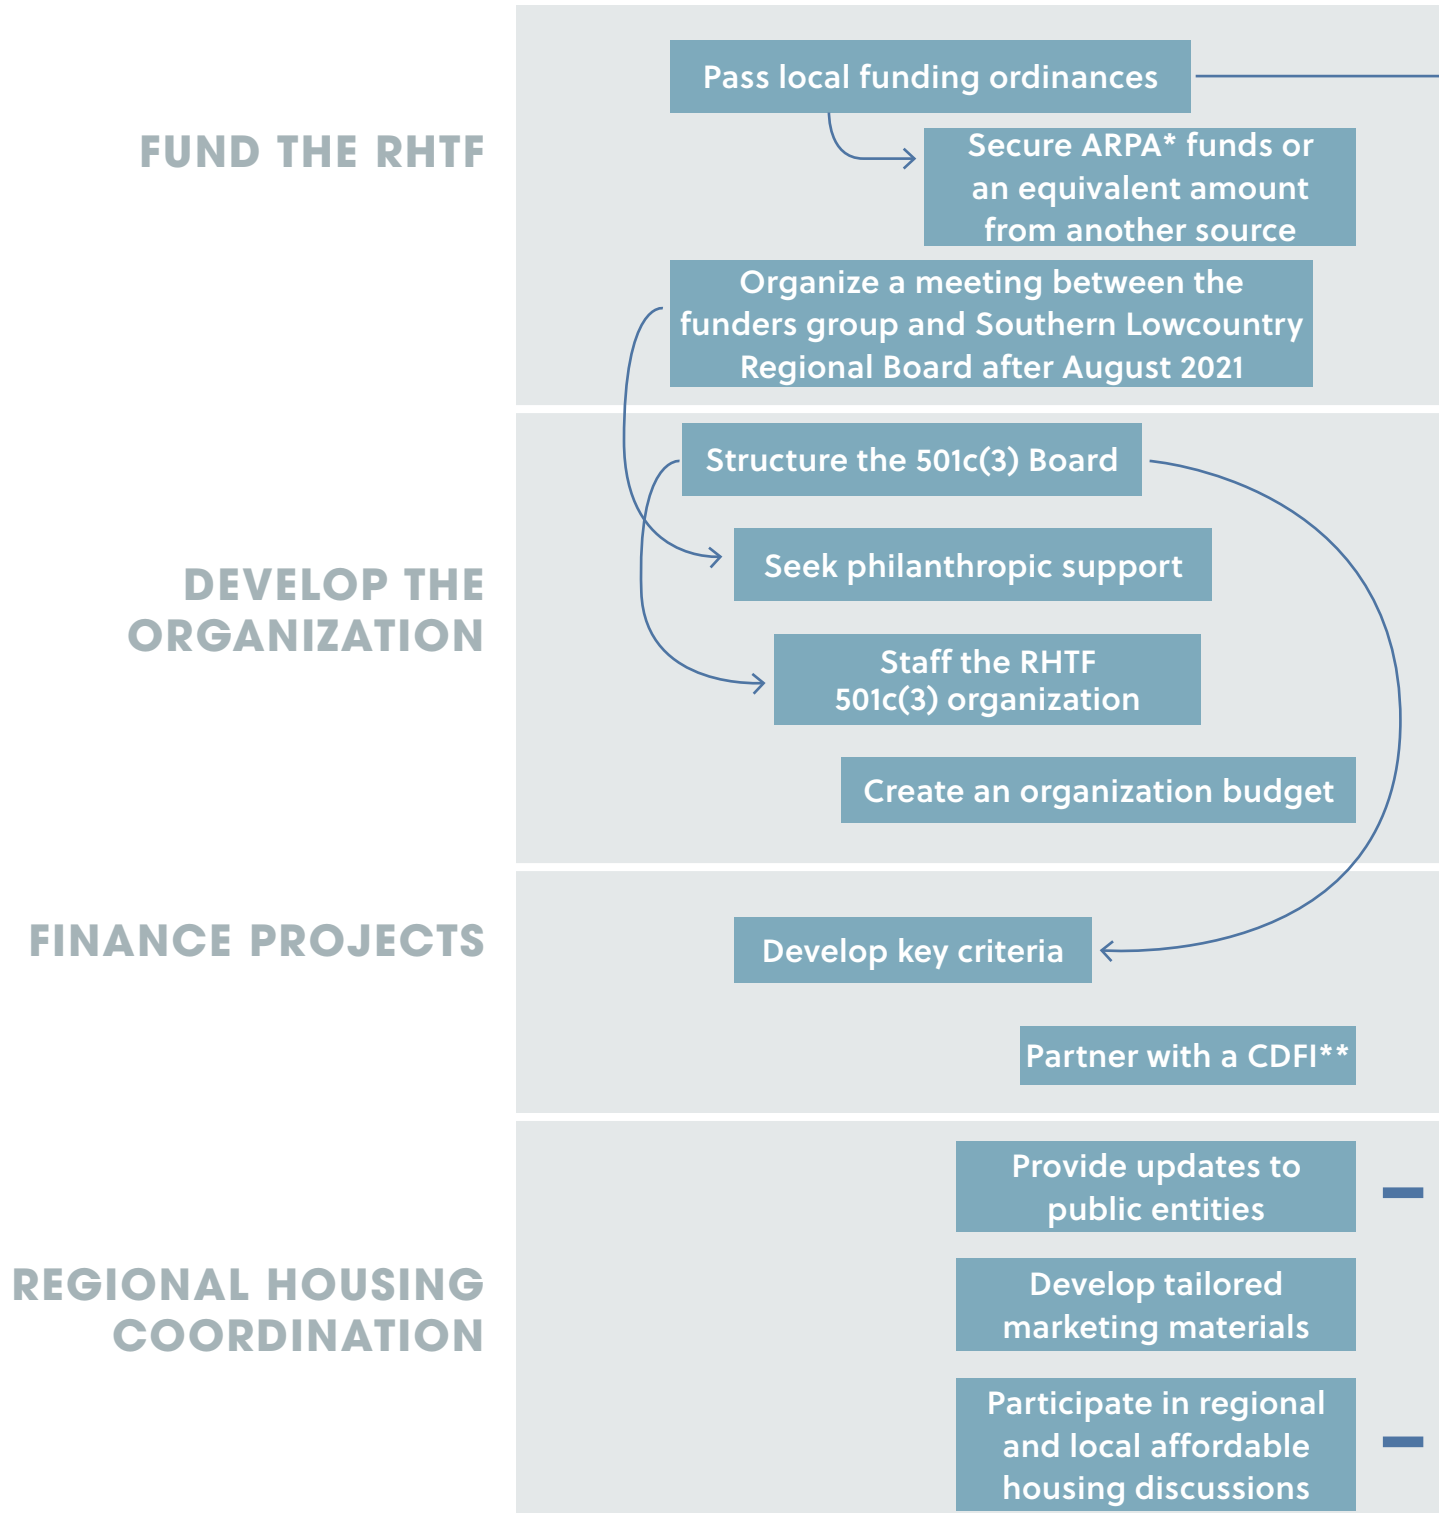 FUND THE RHTF
Pass local funding ordinances
Secure ARPA* funds or
an equivalent amount
from another source
Organize a meeting between the
funders group and Southern Lowcountry
Regional Board after August 2021
DEVELOP THE
ORGANIZATION
Structure the 501c(3) Board
Seek philanthropic support
Staff the RHTF
501c(3) organization
Create an organization budget
FINANCE PROJECTS
Develop key criteria
Partner with a CDFI**
REGIONAL HOUSING
COORDINATION
Provide updates to
public entities
Develop tailored
marketing materials
Participate in regional
and local affordable
housing discussions